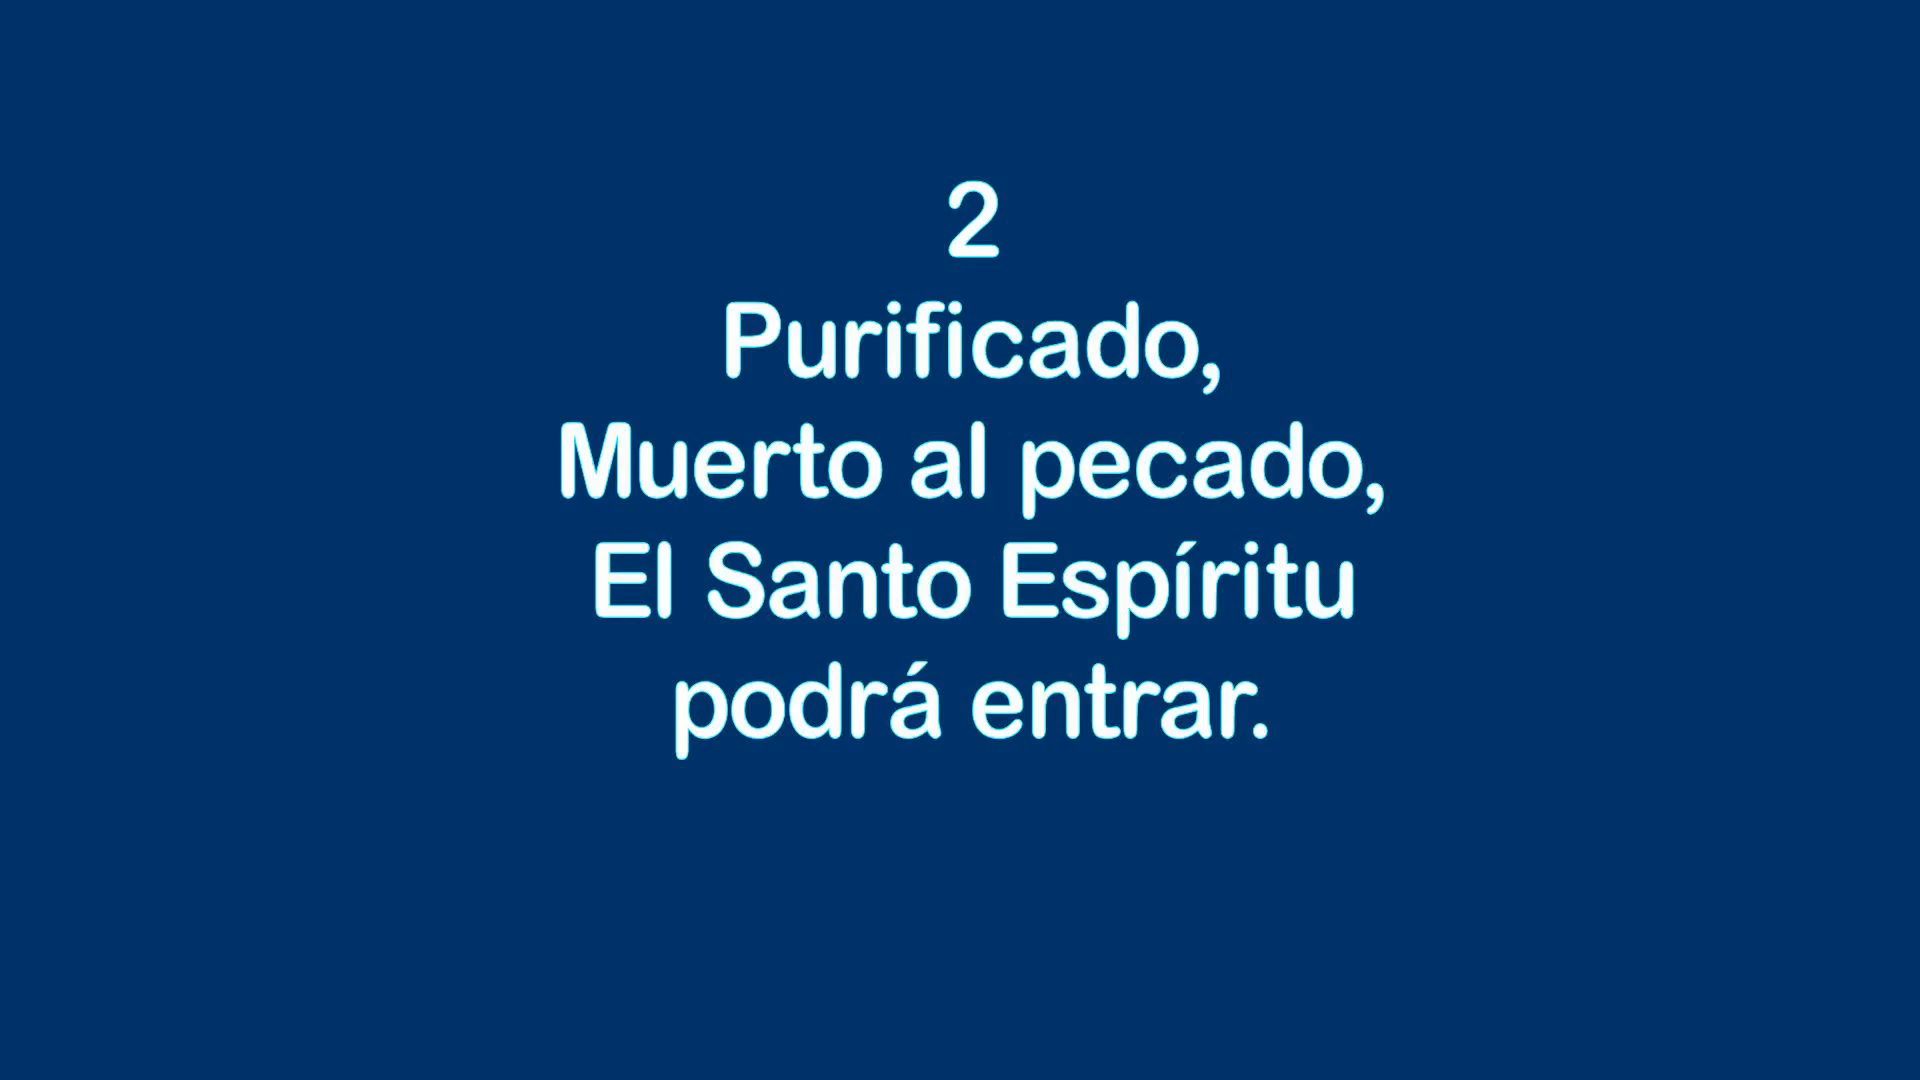 2
Purificado,
Muerto al pecado,
El Santo Espíritu
podrá entrar.